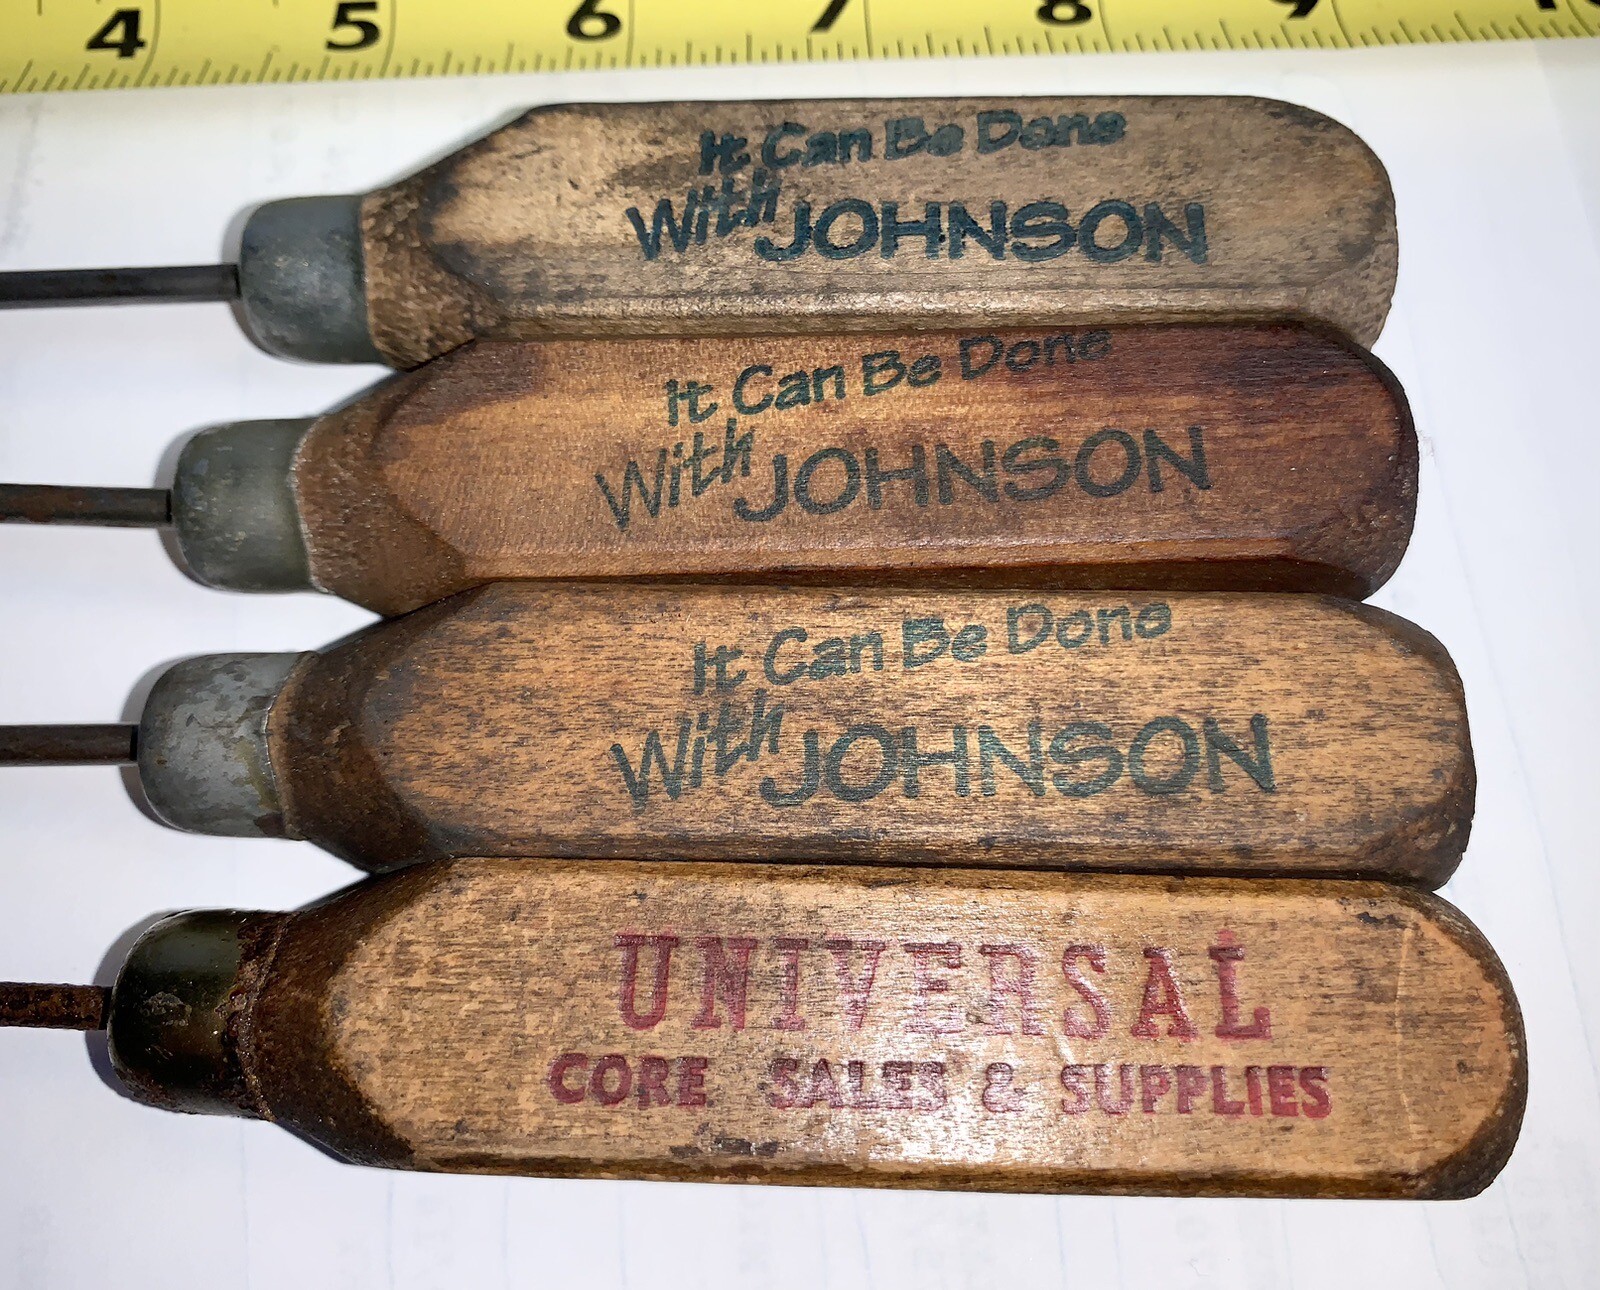 4 5 6 7 8 9 10
It Can Be Done
With JOHNSON
It Can Be Done
With JOHNSON
It Can Be Done
With JOHNSON
UNIVERSAL
CORE SALES & SUPPLIES